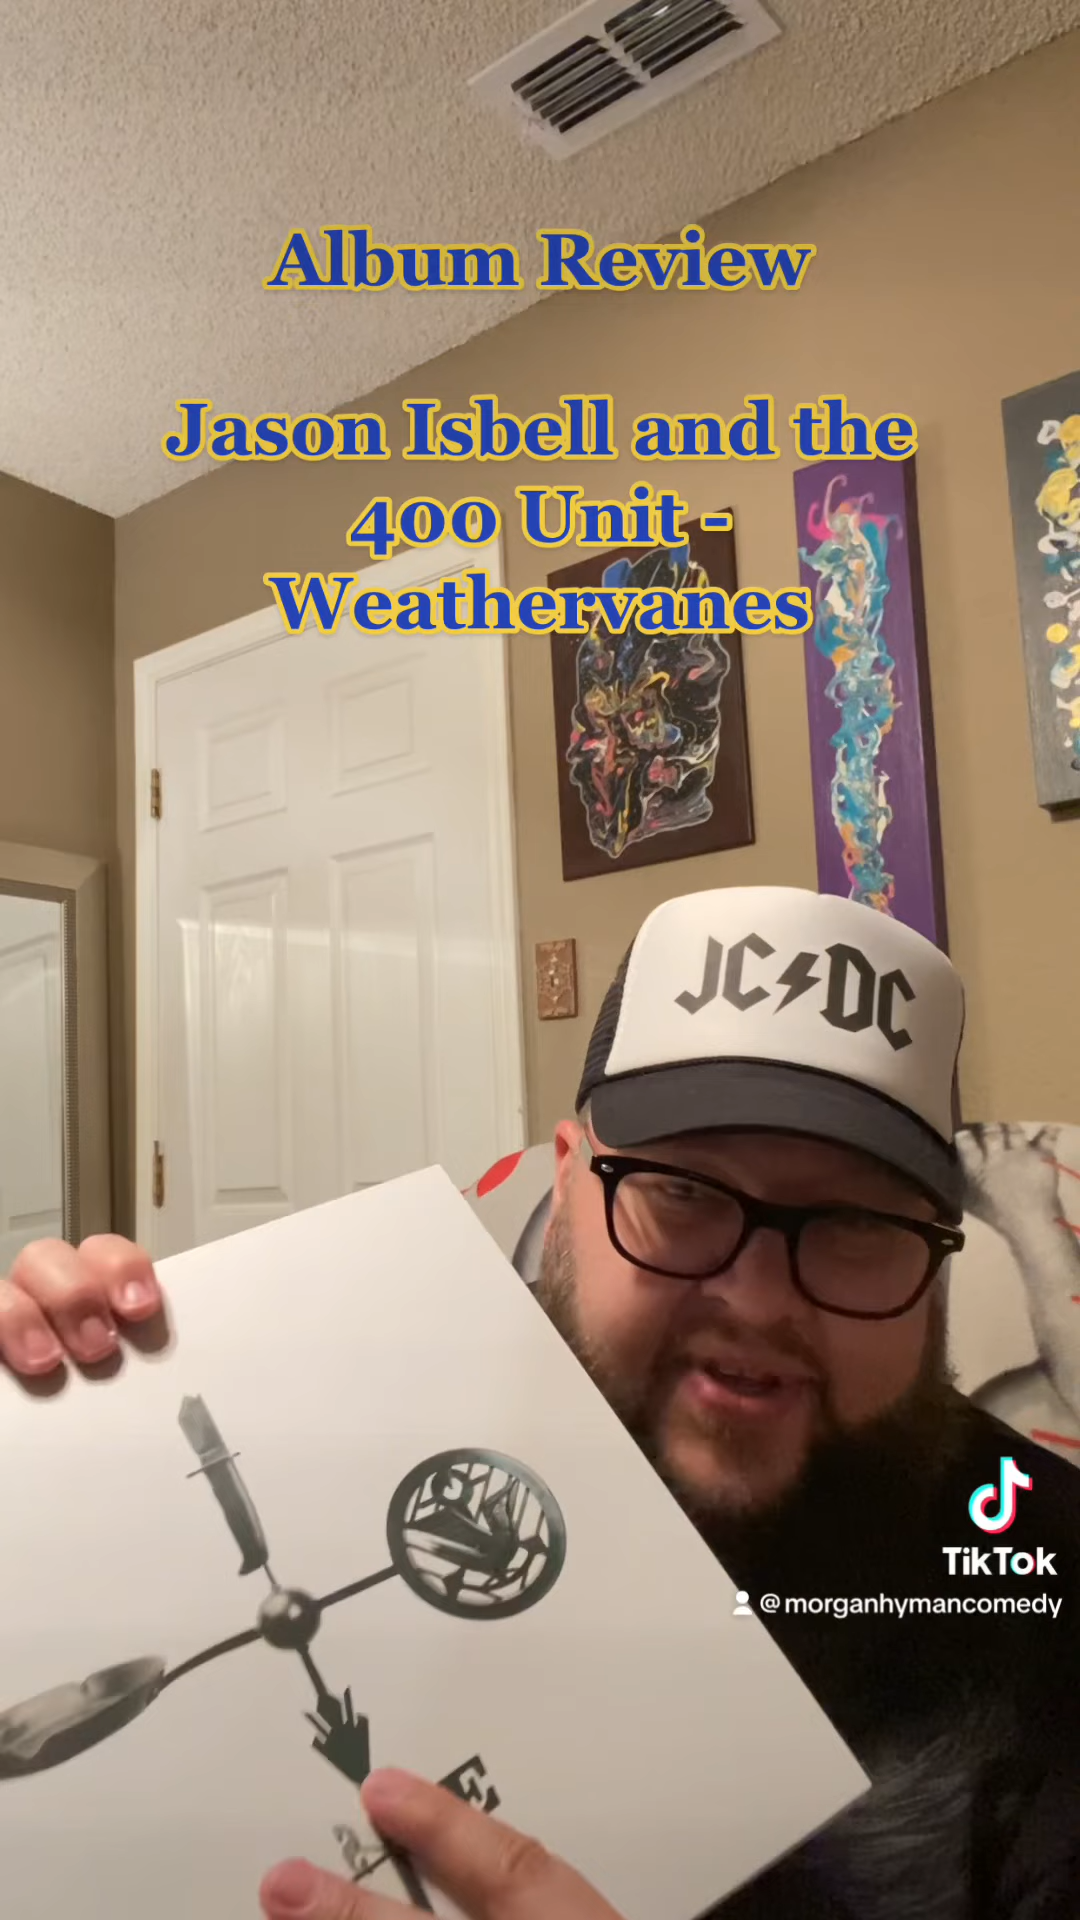 Album Review
Jason Isbell and the
400 Unit -
Weathervanes
JC⚡DC
E
TikTok
@morganhymancomedy